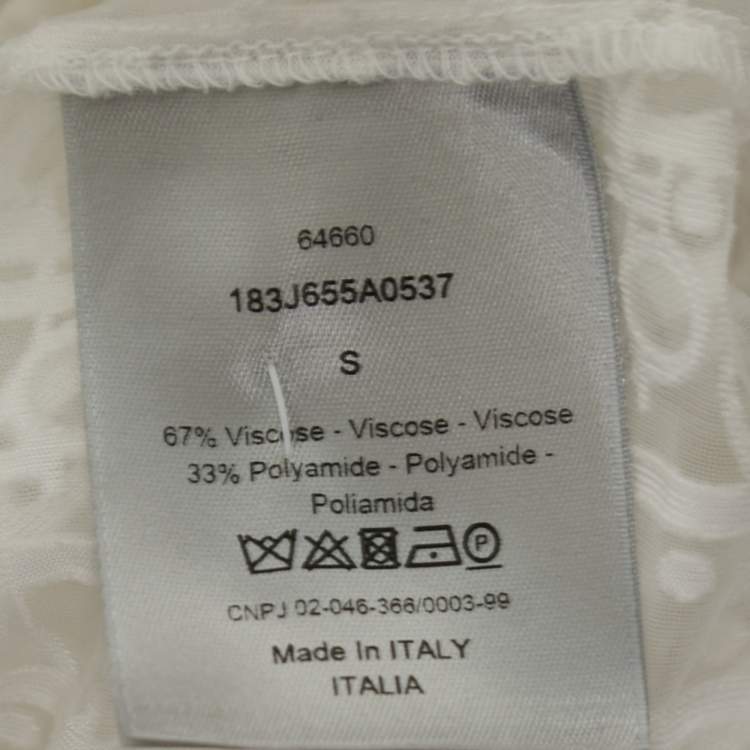 64660
183J655A0537
S
67% Viscose - Viscose - Viscose
33% Polyamide - Polyamide -
Poliamida
P
CNPJ 02-046-366/0003-99
Made In ITALY
ITALIA